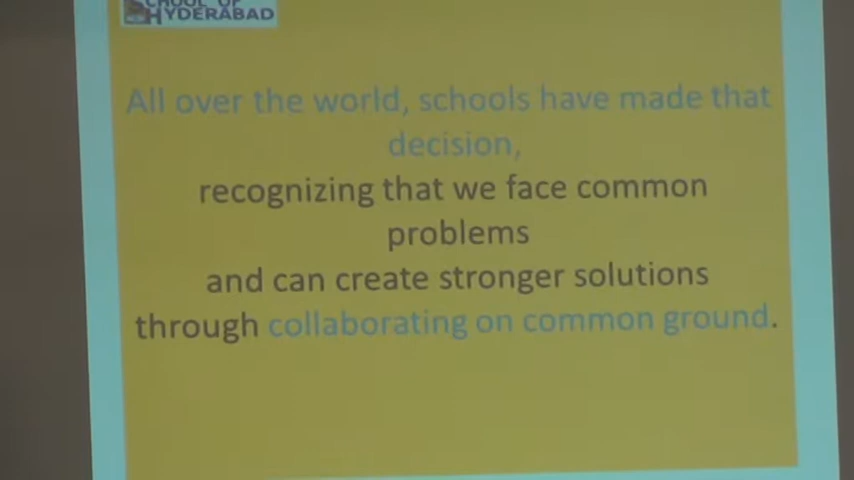 SCHOOL OF
HYDERABAD
All over the world, schools have made that
decision,
recognizing that we face common
problems
and can create stronger solutions
through collaborating on common ground.